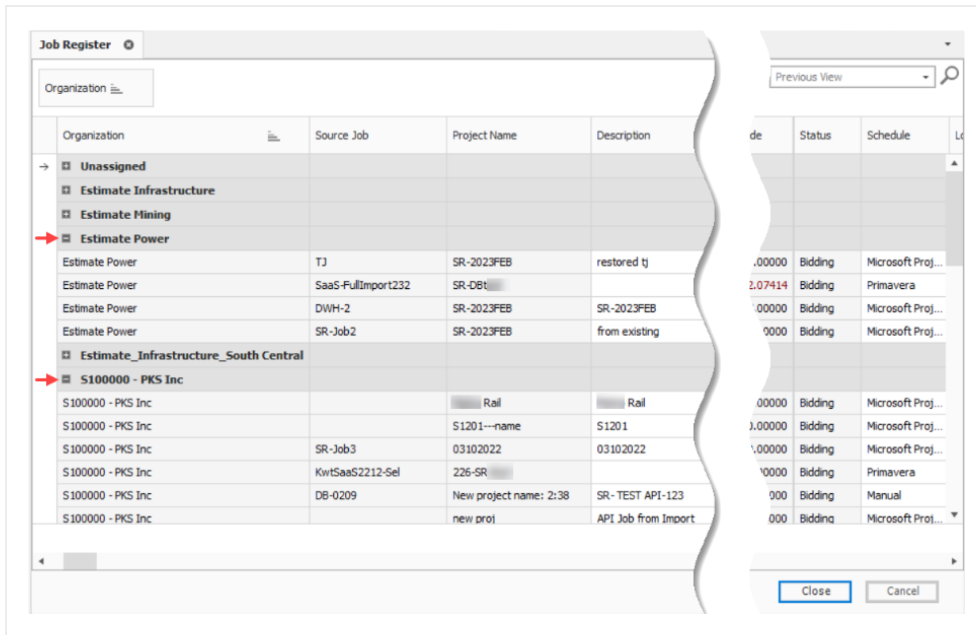 Job Register
Organization
Previous View
Organization Source Job Project Name Description de Status Schedule
Unassigned
Estimate Infrastructure
Estimate Mining
Estimate Power
Estimate Power TJ SR-2023FEB restored tj .00000 Bidding Microsoft Proj...
Estimate Power SaaS-FullImport232 SR-DBt 2.07414 Bidding Primavera
Estimate Power DWH-2 SR-2023FEB SR-2023FEB .00000 Bidding Microsoft Proj...
Estimate Power SR-Job2 SR-2023FEB from existing 0000 Bidding Microsoft Proj...
Estimate_Infrastructure_South Central
S100000 - PKS Inc
S100000 - PKS Inc Rail Rail 00000 Bidding Microsoft Proj...
S100000 - PKS Inc S1201---name S1201 .00000 Bidding Microsoft Proj...
S100000 - PKS Inc SR-Job3 03102022 03102022 .00000 Bidding Microsoft Proj...
S100000 - PKS Inc KwtSaaS2212-Sel 226-SR 0000 Bidding Primavera
S100000 - PKS Inc DB-0209 New project name: 2:38 SR- TEST API-123 000 Bidding Manual
S100000 - PKS Inc new proj API Job from Import 000 Bidding Microsoft Proj...
Close Cancel